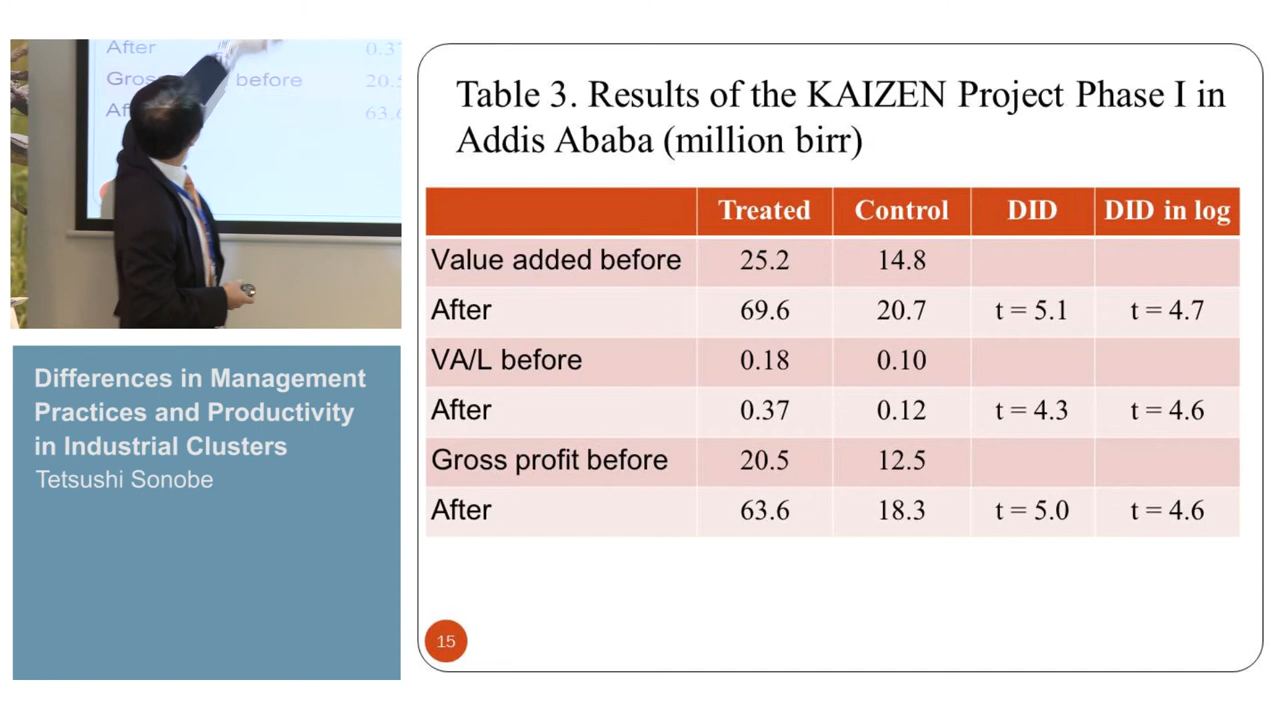 After 0.37
Gross before 20.5
63.6
Differences in Management
Practices and Productivity
in Industrial Clusters
Tetsushi Sonobe
Table 3. Results of the KAIZEN Project Phase I in
Addis Ababa (million birr)
Treated Control DID DID in log
Value added before 25.2 14.8
After 69.6 20.7 t = 5.1 t = 4.7
VA/L before 0.18 0.10
After 0.37 0.12 t = 4.3 t = 4.6
Gross profit before 20.5 12.5
After 63.6 18.3 t = 5.0 t = 4.6
15